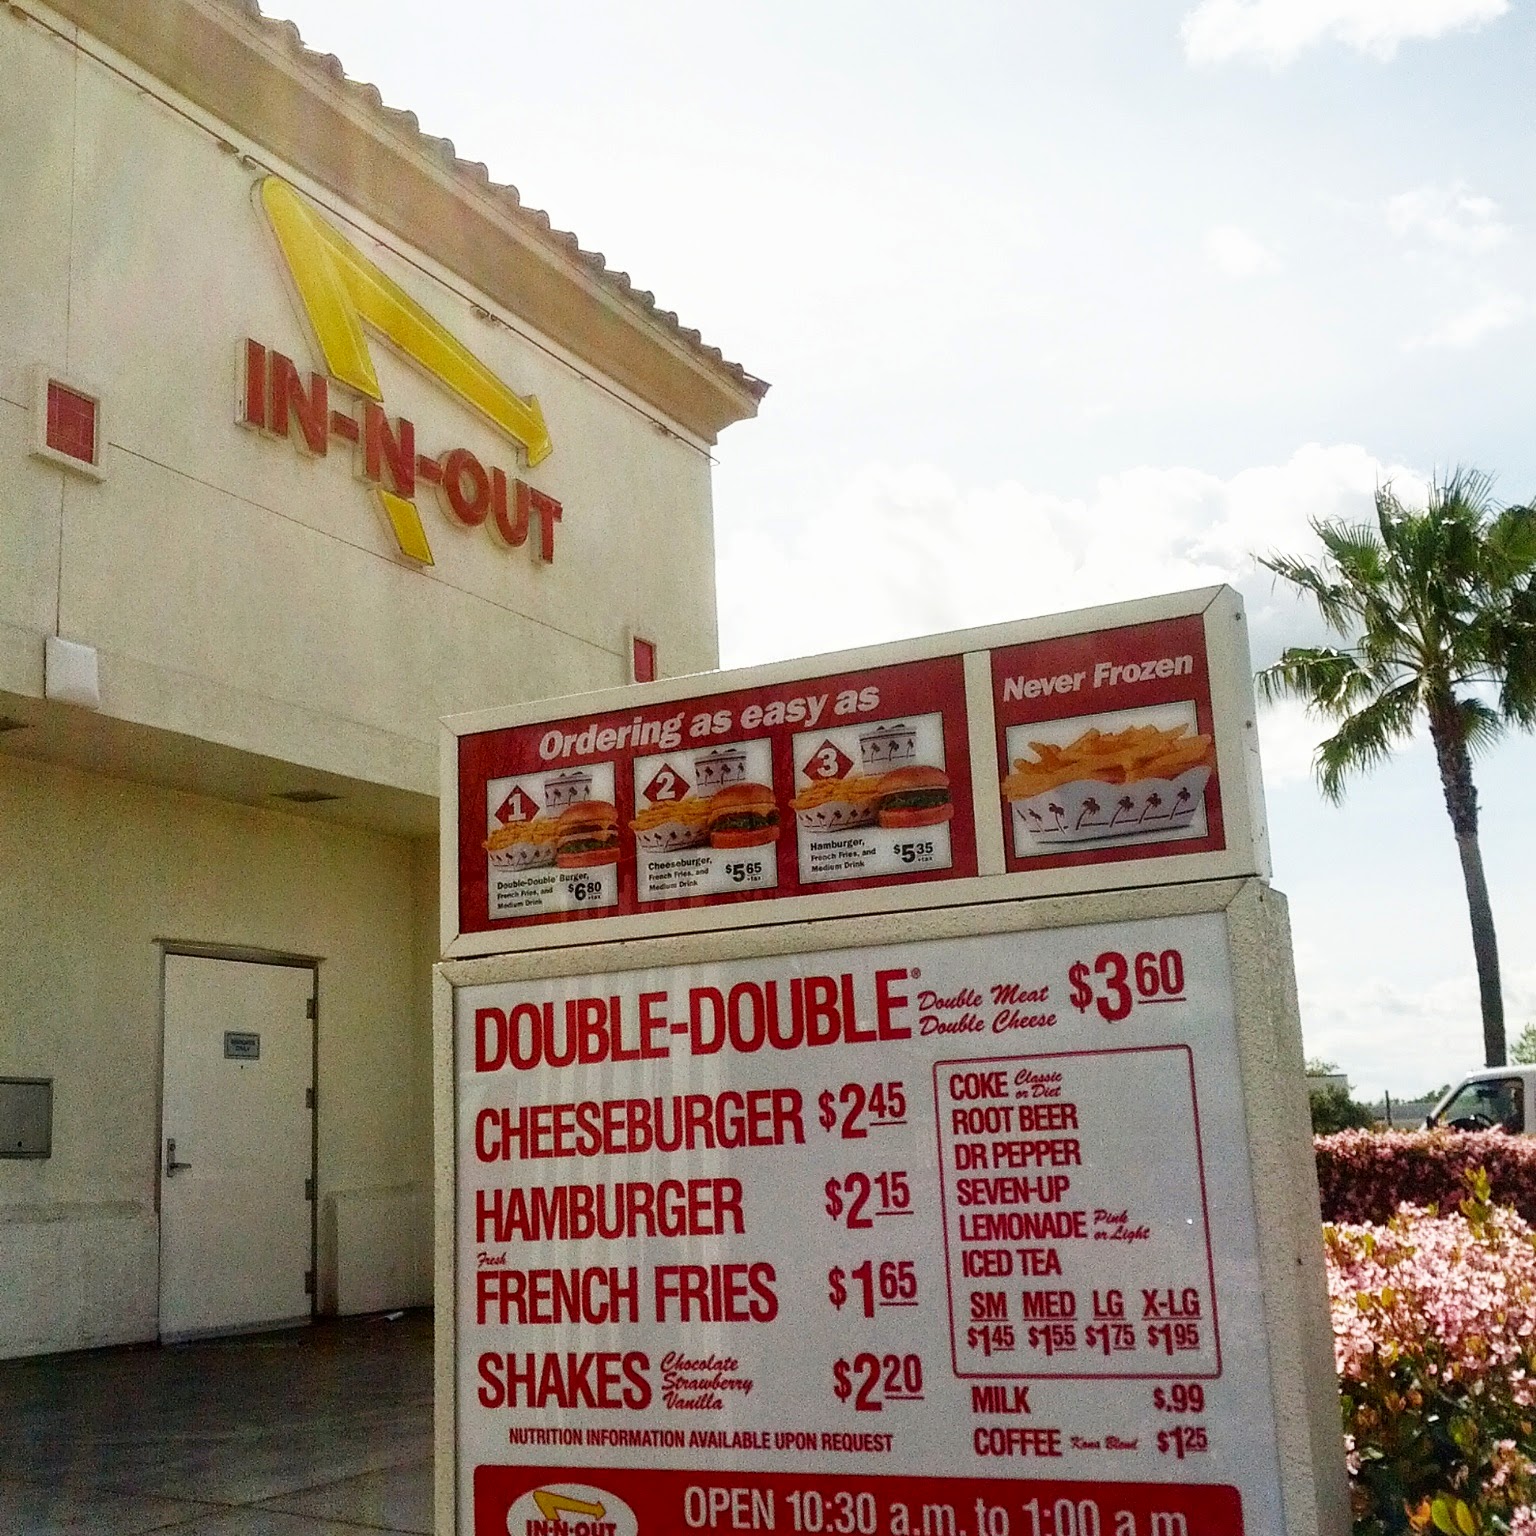 IN-N-OUT
Ordering as easy as
Never Frozen
1
Double-Double® Burger,
French Fries, and
Medium Drink
$6.80
+tax
2
Cheeseburger,
French Fries, and
Medium Drink
$5.65
+tax
3
Hamburger,
French Fries, and
Medium Drink
$5.35
+tax
DOUBLE-DOUBLE® Double Meat Double Cheese $3.60
CHEESEBURGER $2.45
HAMBURGER $2.15
Fresh
FRENCH FRIES $1.65
SHAKES Chocolate Strawberry Vanilla $2.20
NUTRITION INFORMATION AVAILABLE UPON REQUEST
COKE Classic or Diet
ROOT BEER
DR PEPPER
SEVEN-UP
LEMONADE Pink or Light
ICED TEA
SM MED LG X-LG
$1.45 $1.55 $1.75 $1.95
MILK $.99
COFFEE Kona Blend $1.25
IN-N-OUT
OPEN 10:30 a.m. to 1:00 a.m.